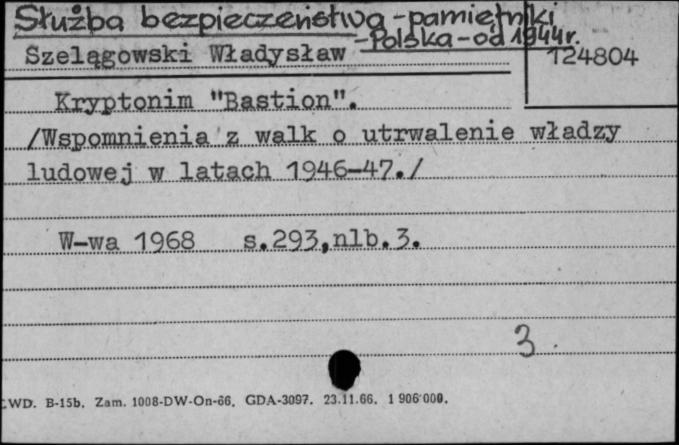 Służba bezpieczeństwa - pamiętniki
- Polska - od 1944 r.
Szelągowski Władysław
124804
Kryptonim "Bastion".
/Wspomnienia z walk o utrwalenie władzy
ludowej w latach 1946-47./
W-wa 1968 s.293,nlb.3.
3
WD. B-15b. Zam. 1008-DW-On-66. GDA-3097. 23.11.66. 1 906 000.